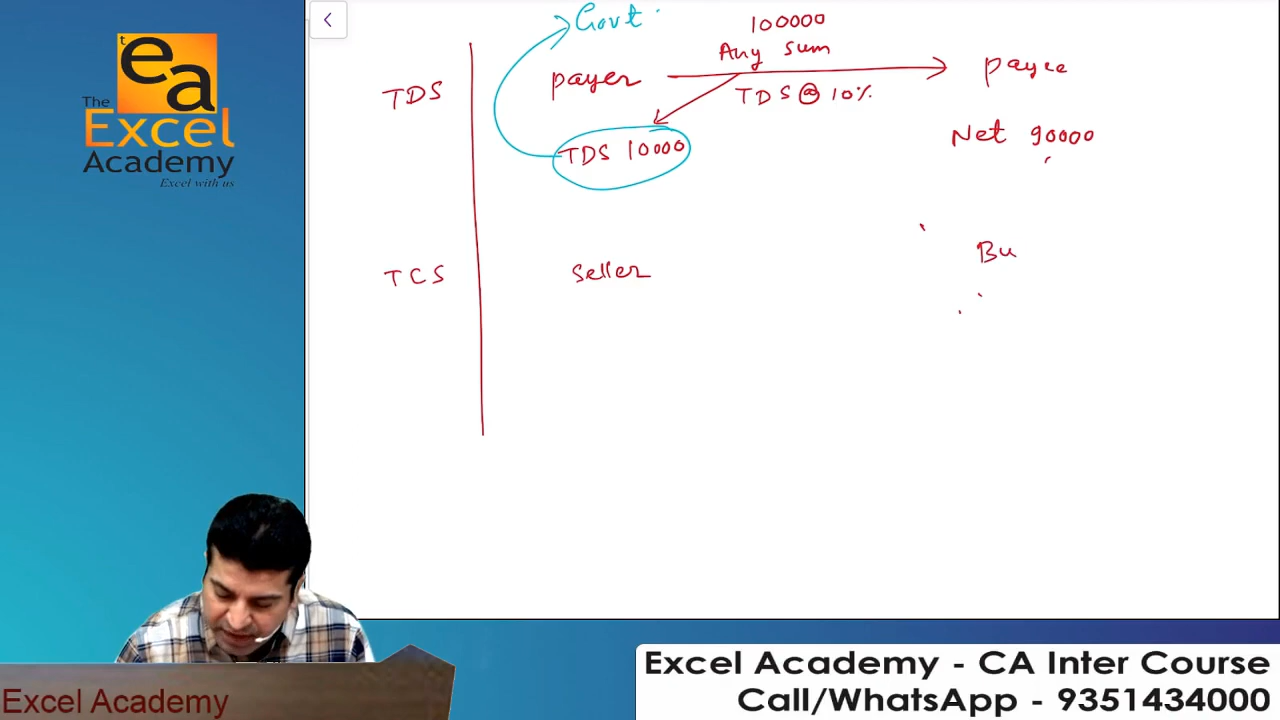 t
ea
The
Excel
Academy
Excel with us
Govt
100000
Any sum
payer
payee
TDS
TDS @ 10%
TDS 10000
Net 90000
TCS
Seller
Bu
Excel Academy
Excel Academy - CA Inter Course
Call/WhatsApp - 9351434000